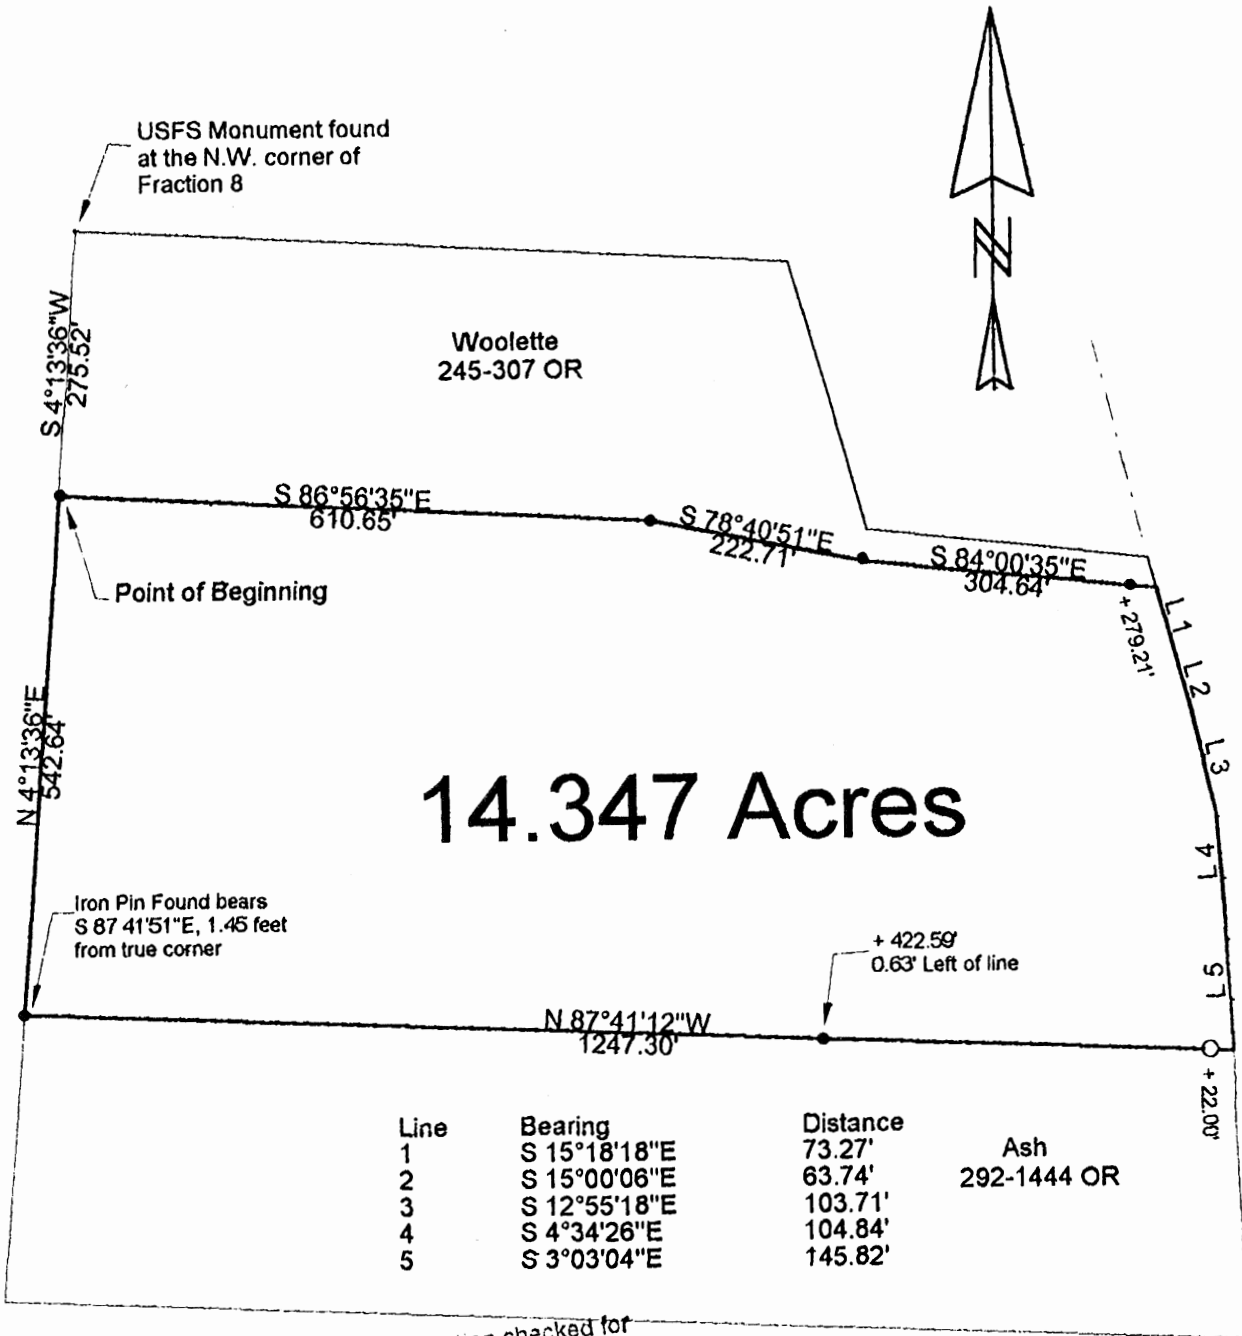 USFS Monument found
at the N.W. corner of
Fraction 8
N
S 4°13'36"W
275.52'
Woolette
245-307 OR
S 86°56'35"E
610.65'
S 78°40'51"E
222.71'
S 84°00'35"E
304.64'
+ 279.21'
Point of Beginning
L 1
L 2
L 3
L 4
L 5
N 4°13'36"E
542.64'
14.347 Acres
Iron Pin Found bears
S 87 41'51"E, 1.45 feet
from true corner
+ 422.59'
0.63' Left of line
N 87°41'12"W
1247.30'
+ 22.00'
Line Bearing Distance
1 S 15°18'18"E 73.27'
2 S 15°00'06"E 63.74'
3 S 12°55'18"E 103.71'
4 S 4°34'26"E 104.84'
5 S 3°03'04"E 145.82'
Ash
292-1444 OR
checked for